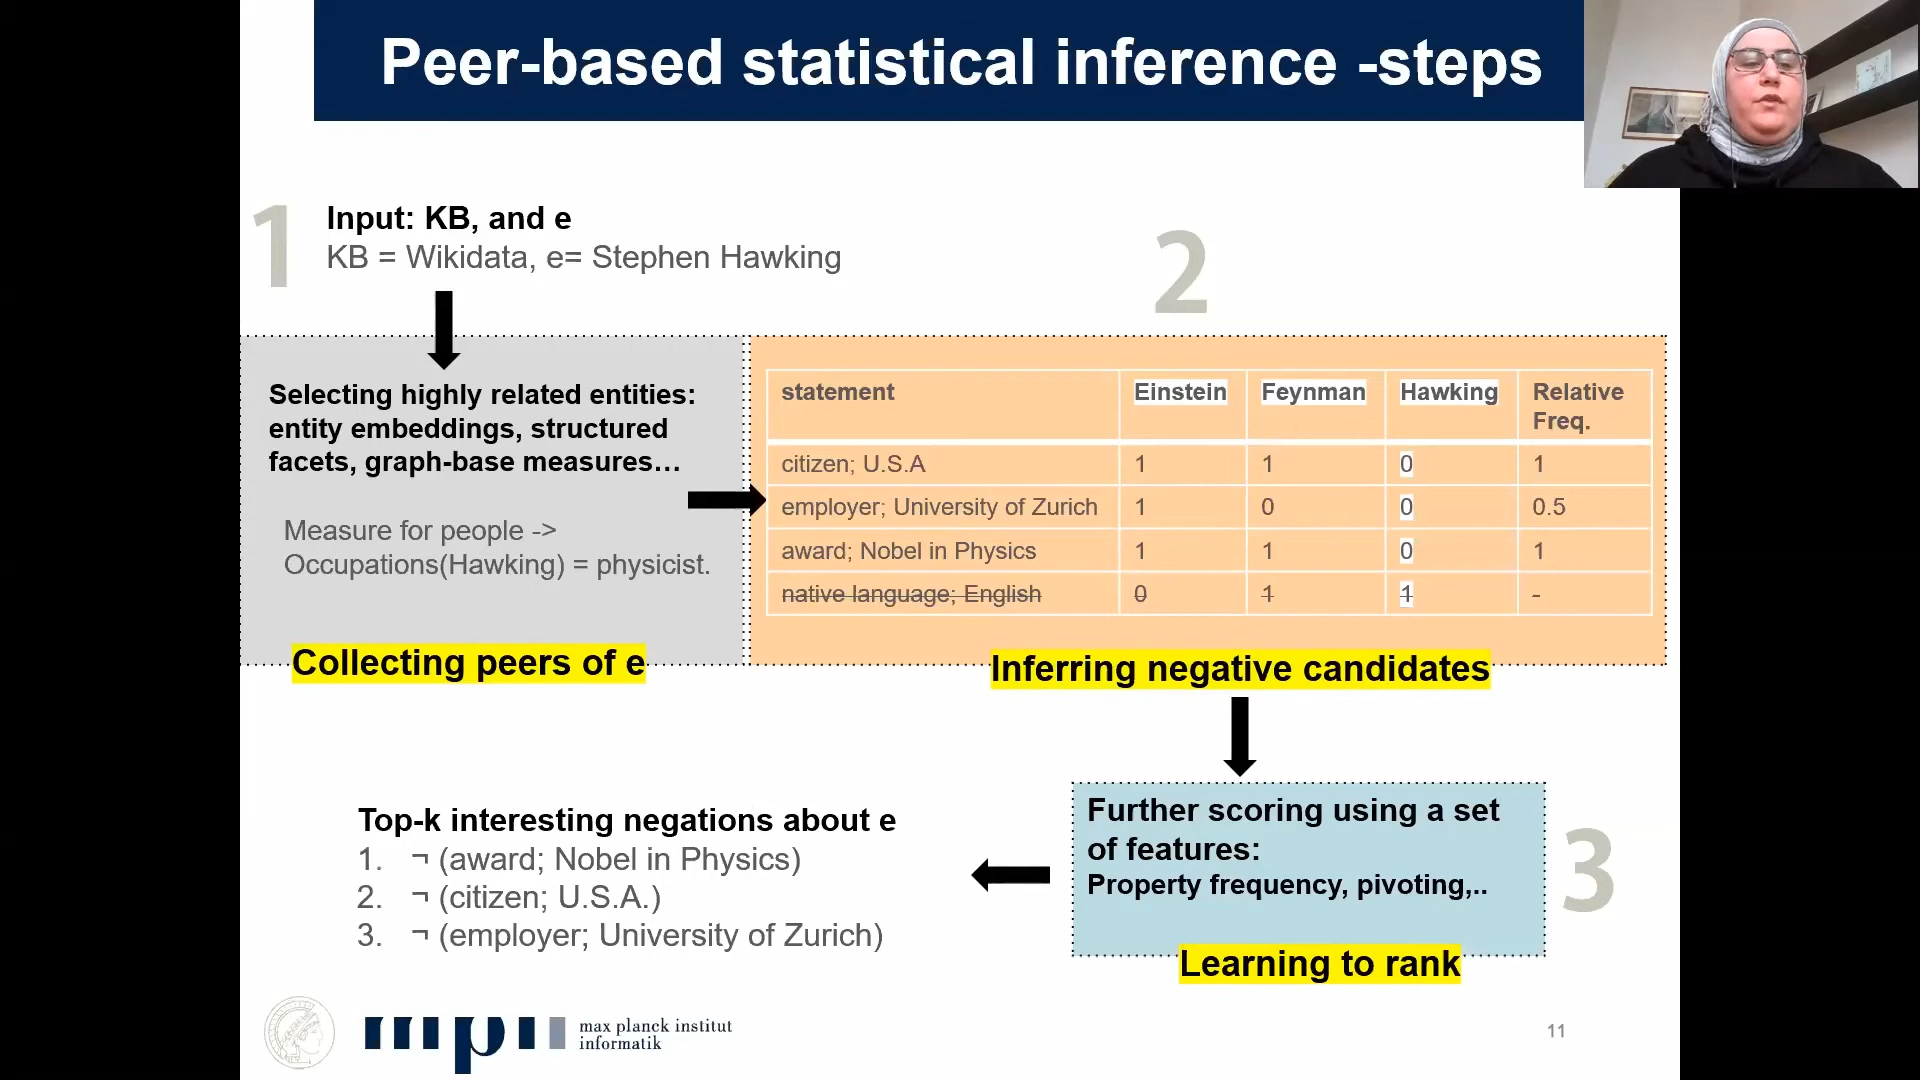 Peer-based statistical inference -steps
1
Input: KB, and e
KB = Wikidata, e= Stephen Hawking
Selecting highly related entities:
entity embeddings, structured
facets, graph-base measures…
Measure for people ->
Occupations(Hawking) = physicist.
Collecting peers of e
2
statement Einstein Feynman Hawking Relative
Freq.
citizen; U.S.A 1 1 0 1
employer; University of Zurich 1 0 0 0.5
award; Nobel in Physics 1 1 0 1
native language; English 0 1 1 -
Inferring negative candidates
Further scoring using a set
of features:
Property frequency, pivoting,..
3
Learning to rank
Top-k interesting negations about e
1. ¬ (award; Nobel in Physics)
2. ¬ (citizen; U.S.A.)
3. ¬ (employer; University of Zurich)
mpii
max planck institut
informatik
11